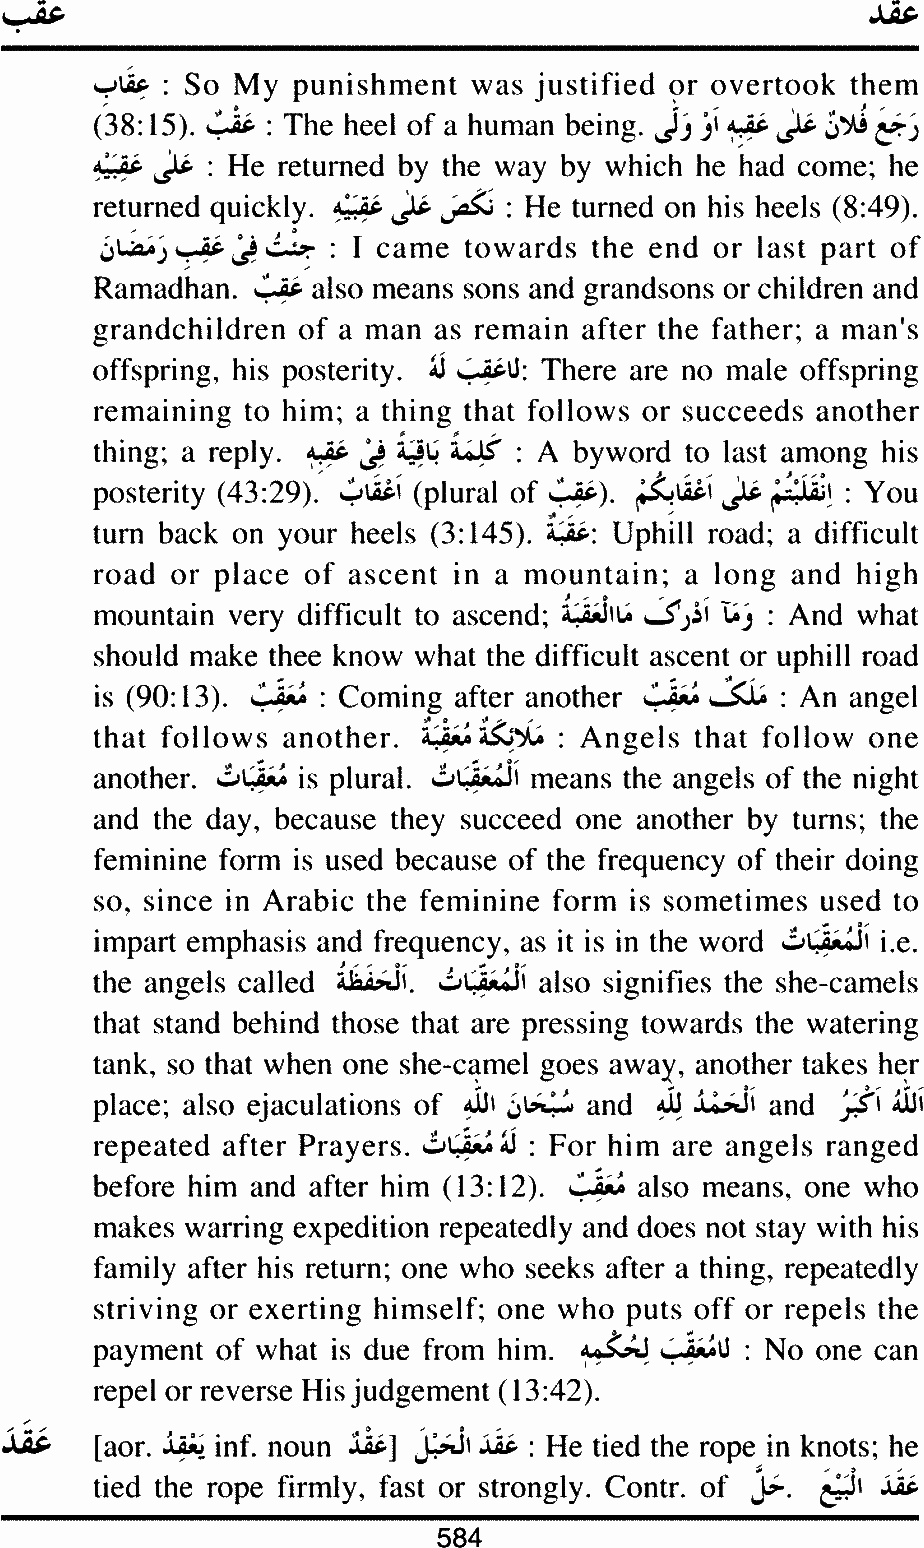 عقب عقد
عِقَابِ : So My punishment was justified or overtook them
(38:15). عَقْبٌ : The heel of a human being. رَجَعَ فُلَانٌ عَلٰى عَقِبِهٖ اَوْ وَلّٰى
عَلٰى عَقِبَيْهِ : He returned by the way by which he had come; he
returned quickly. نَكَصَ عَلٰى عَقِبَيْهِ : He turned on his heels (8:49).
جِئْتُ فِىْ عَقِبِ رَمَضَانَ : I came towards the end or last part of
Ramadhan. عَقِبٌ also means sons and grandsons or children and
grandchildren of a man as remain after the father; a man's
offspring, his posterity. لَاعَقِبَ لَهٗ: There are no male offspring
remaining to him; a thing that follows or succeeds another
thing; a reply. كَلِمَةً بَاقِيَةً فِىْ عَقِبِهٖ : A byword to last among his
posterity (43:29). اَعْقَابٌ (plural of عَقِبٌ). اِنْقَلَبْتُمْ عَلٰى اَعْقَابِكُمْ : You
turn back on your heels (3:145). عَقَبَةٌ: Uphill road; a difficult
road or place of ascent in a mountain; a long and high
mountain very difficult to ascend; وَمَآ اَدْرٰكَ مَاالْعَقَبَةُ : And what
should make thee know what the difficult ascent or uphill road
is (90:13). مُعَقِّبٌ : Coming after another مَلَكٌ مُعَقِّبٌ : An angel
that follows another. مَلَائِكَةٌ مُعَقِّبَةٌ : Angels that follow one
another. مُعَقِّبَاتٌ is plural. اَلْمُعَقِّبَاتُ means the angels of the night
and the day, because they succeed one another by turns; the
feminine form is used because of the frequency of their doing
so, since in Arabic the feminine form is sometimes used to
impart emphasis and frequency, as it is in the word اَلْمُعَقِّبَاتُ i.e.
the angels called اَلْحَفَظَةُ. اَلْمُعَقِّبَاتُ also signifies the she-camels
that stand behind those that are pressing towards the watering
tank, so that when one she-camel goes away, another takes her
place; also ejaculations of سُبْحَانَ اللّٰهِ and اَلْحَمْدُ لِلّٰهِ and اَللّٰهُ اَكْبَرُ
repeated after Prayers. لَهٗ مُعَقِّبَاتٌ : For him are angels ranged
before him and after him (13:12). مُعَقِّبٌ also means, one who
makes warring expedition repeatedly and does not stay with his
family after his return; one who seeks after a thing, repeatedly
striving or exerting himself; one who puts off or repels the
payment of what is due from him. لَامُعَقِّبَ لِحُكْمِهٖ : No one can
repel or reverse His judgement (13:42).
عَقَدَ [aor. يَعْقِدُ inf. noun عَقْدٌ] عَقَدَ الْحَبْلَ : He tied the rope in knots; he
tied the rope firmly, fast or strongly. Contr. of حَلَّ. عَقَدَ الْبَيْعَ
584